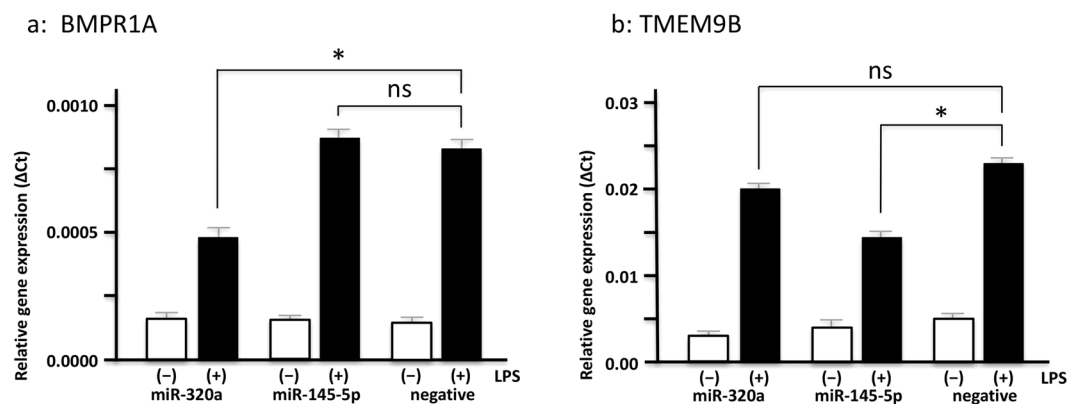 a: BMPR1A
*
ns
Relative gene expression (ΔCt)
0.0010
0.0005
0.0000
(−) (+) (−) (+) (−) (+) LPS
miR-320a miR-145-5p negative
b: TMEM9B
ns
*
Relative gene expression (ΔCt)
0.03
0.02
0.01
0.00
(−) (+) (−) (+) (−) (+) LPS
miR-320a miR-145-5p negative